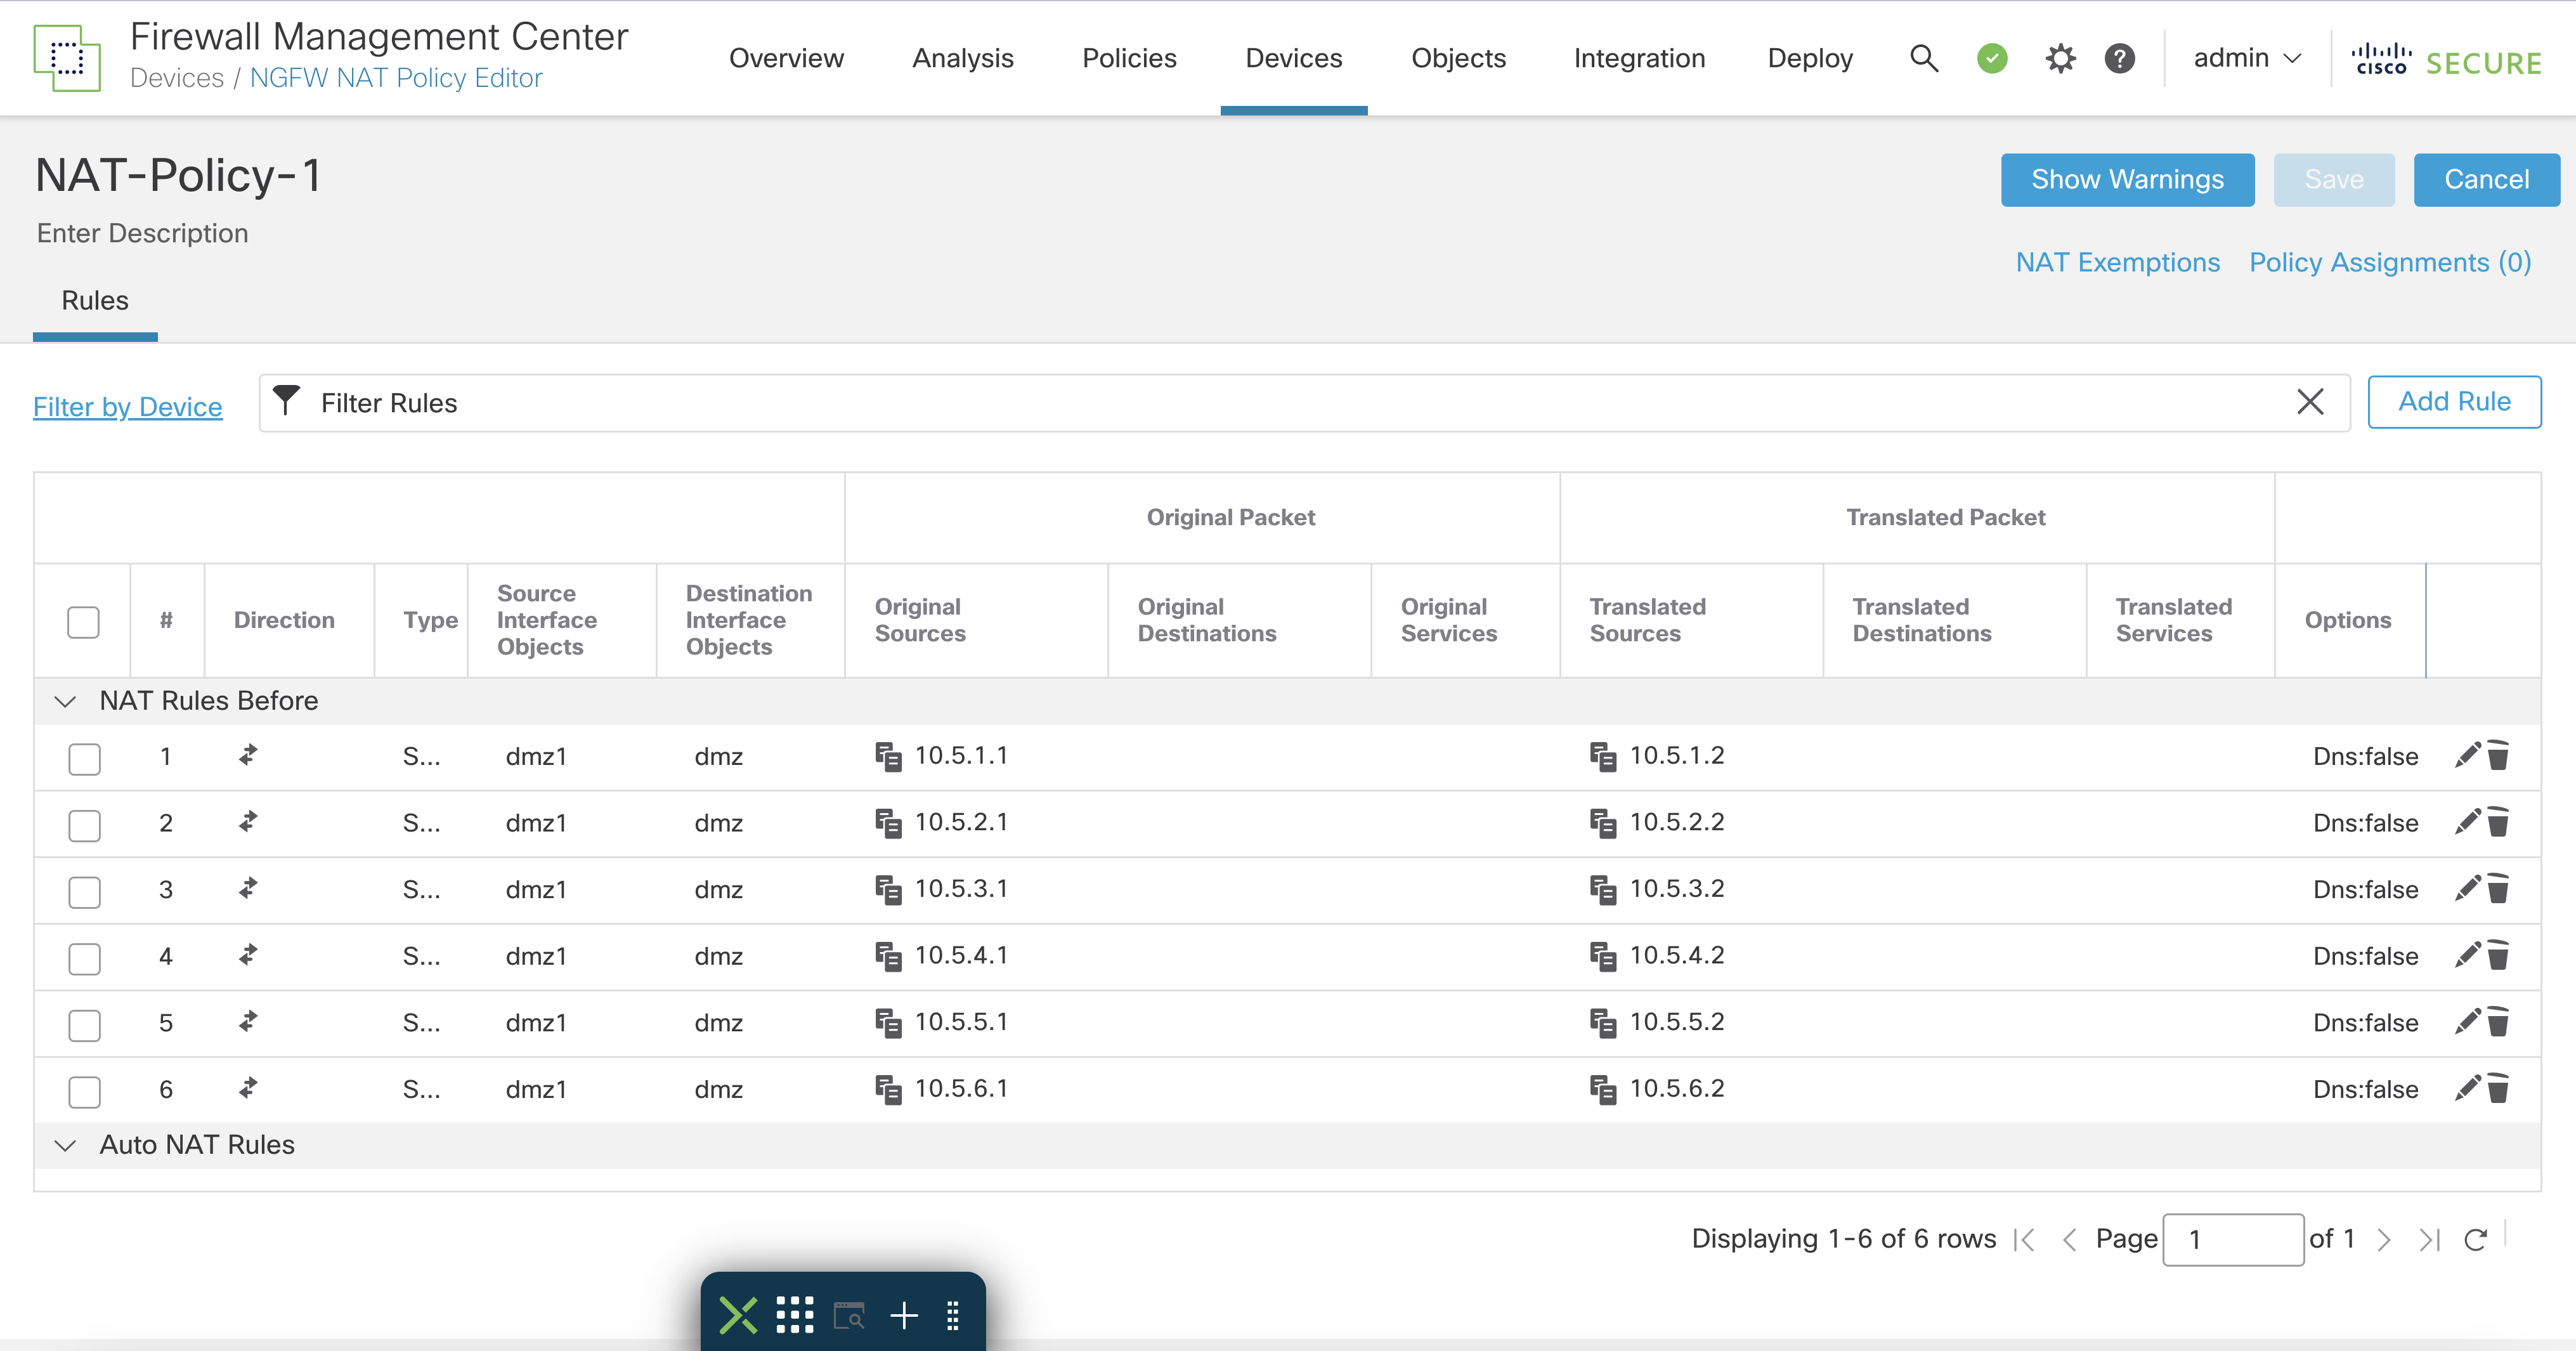 Firewall Management Center
Devices / NGFW NAT Policy Editor
Overview Analysis Policies Devices Objects Integration Deploy admin cisco SECURE
NAT-Policy-1
Show Warnings Save Cancel
Enter Description
NAT Exemptions Policy Assignments (0)
Rules
Filter by Device Filter Rules Add Rule
Original Packet Translated Packet
# Direction Type Source Interface Objects Destination Interface Objects Original Sources Original Destinations Original Services Translated Sources Translated Destinations Translated Services Options
NAT Rules Before
1 S... dmz1 dmz 10.5.1.1 10.5.1.2 Dns:false
2 S... dmz1 dmz 10.5.2.1 10.5.2.2 Dns:false
3 S... dmz1 dmz 10.5.3.1 10.5.3.2 Dns:false
4 S... dmz1 dmz 10.5.4.1 10.5.4.2 Dns:false
5 S... dmz1 dmz 10.5.5.1 10.5.5.2 Dns:false
6 S... dmz1 dmz 10.5.6.1 10.5.6.2 Dns:false
Auto NAT Rules
Displaying 1-6 of 6 rows Page 1 of 1